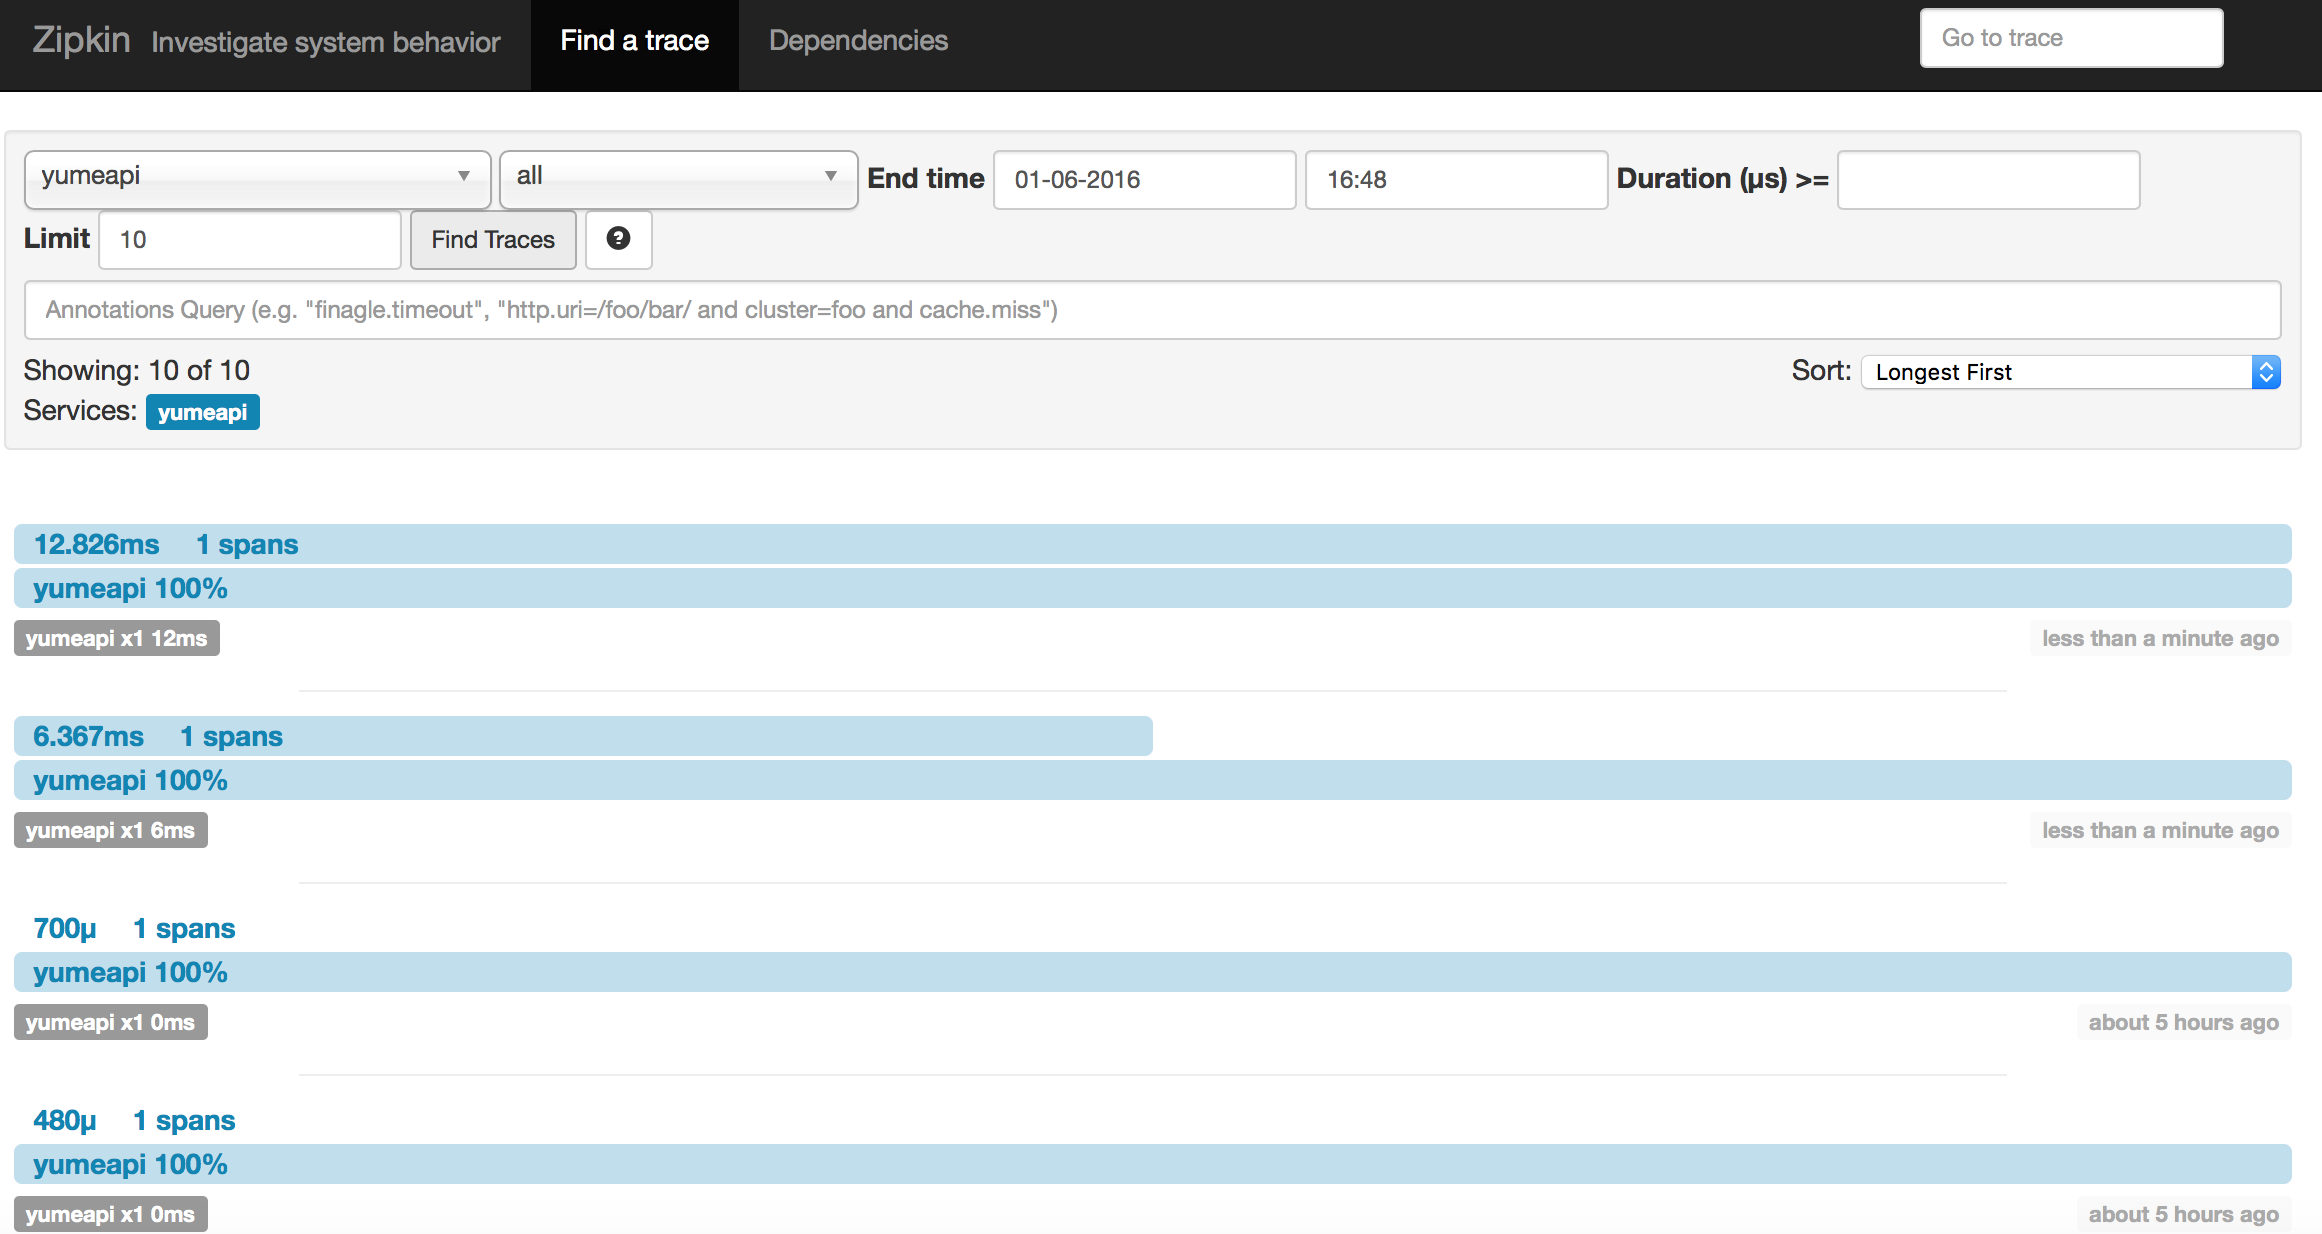 Zipkin Investigate system behavior Find a trace Dependencies Go to trace
yumeapi all End time 01-06-2016 16:48 Duration (µs) >=
Limit 10 Find Traces ?
Annotations Query (e.g. "finagle.timeout", "http.uri=/foo/bar/ and cluster=foo and cache.miss")
Showing: 10 of 10 Sort: Longest First
Services: yumeapi
12.826ms 1 spans
yumeapi 100%
yumeapi x1 12ms less than a minute ago
6.367ms 1 spans
yumeapi 100%
yumeapi x1 6ms less than a minute ago
700µ 1 spans
yumeapi 100%
yumeapi x1 0ms about 5 hours ago
480µ 1 spans
yumeapi 100%
yumeapi x1 0ms about 5 hours ago